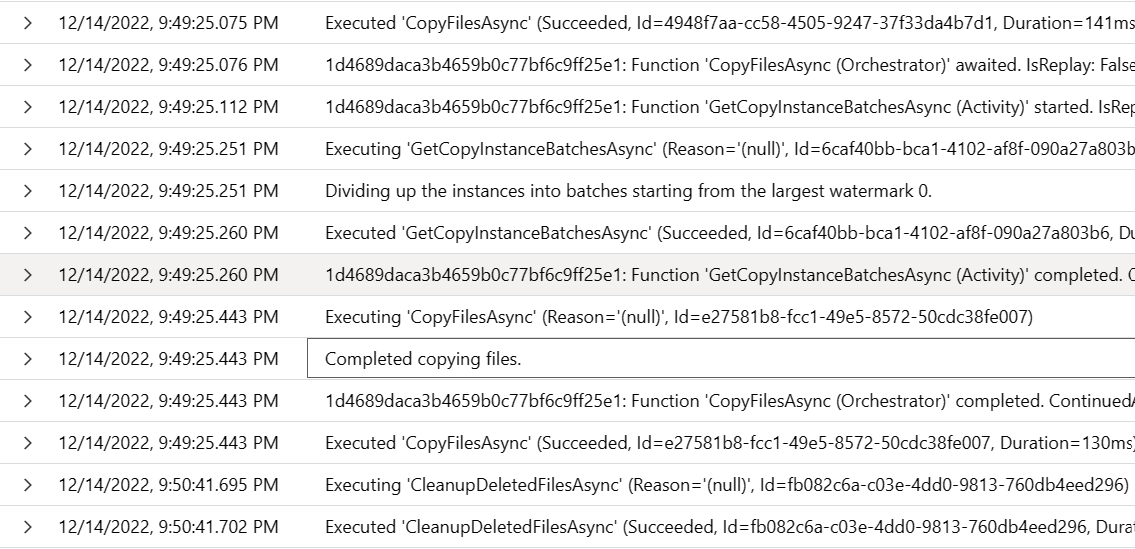 12/14/2022, 9:49:25.075 PM Executed 'CopyFilesAsync' (Succeeded, Id=4948f7aa-cc58-4505-9247-37f33da4b7d1, Duration=141ms
12/14/2022, 9:49:25.076 PM 1d4689daca3b4659b0c77bf6c9ff25e1: Function 'CopyFilesAsync (Orchestrator)' awaited. IsReplay: False
12/14/2022, 9:49:25.112 PM 1d4689daca3b4659b0c77bf6c9ff25e1: Function 'GetCopyInstanceBatchesAsync (Activity)' started. IsRep
12/14/2022, 9:49:25.251 PM Executing 'GetCopyInstanceBatchesAsync' (Reason='(null)', Id=6caf40bb-bca1-4102-af8f-090a27a803b
12/14/2022, 9:49:25.251 PM Dividing up the instances into batches starting from the largest watermark 0.
12/14/2022, 9:49:25.260 PM Executed 'GetCopyInstanceBatchesAsync' (Succeeded, Id=6caf40bb-bca1-4102-af8f-090a27a803b6, Du
12/14/2022, 9:49:25.260 PM 1d4689daca3b4659b0c77bf6c9ff25e1: Function 'GetCopyInstanceBatchesAsync (Activity)' completed. C
12/14/2022, 9:49:25.443 PM Executing 'CopyFilesAsync' (Reason='(null)', Id=e27581b8-fcc1-49e5-8572-50cdc38fe007)
12/14/2022, 9:49:25.443 PM Completed copying files.
12/14/2022, 9:49:25.443 PM 1d4689daca3b4659b0c77bf6c9ff25e1: Function 'CopyFilesAsync (Orchestrator)' completed. ContinuedA
12/14/2022, 9:49:25.443 PM Executed 'CopyFilesAsync' (Succeeded, Id=e27581b8-fcc1-49e5-8572-50cdc38fe007, Duration=130ms)
12/14/2022, 9:50:41.695 PM Executing 'CleanupDeletedFilesAsync' (Reason='(null)', Id=fb082c6a-c03e-4dd0-9813-760db4eed296)
12/14/2022, 9:50:41.702 PM Executed 'CleanupDeletedFilesAsync' (Succeeded, Id=fb082c6a-c03e-4dd0-9813-760db4eed296, Dura